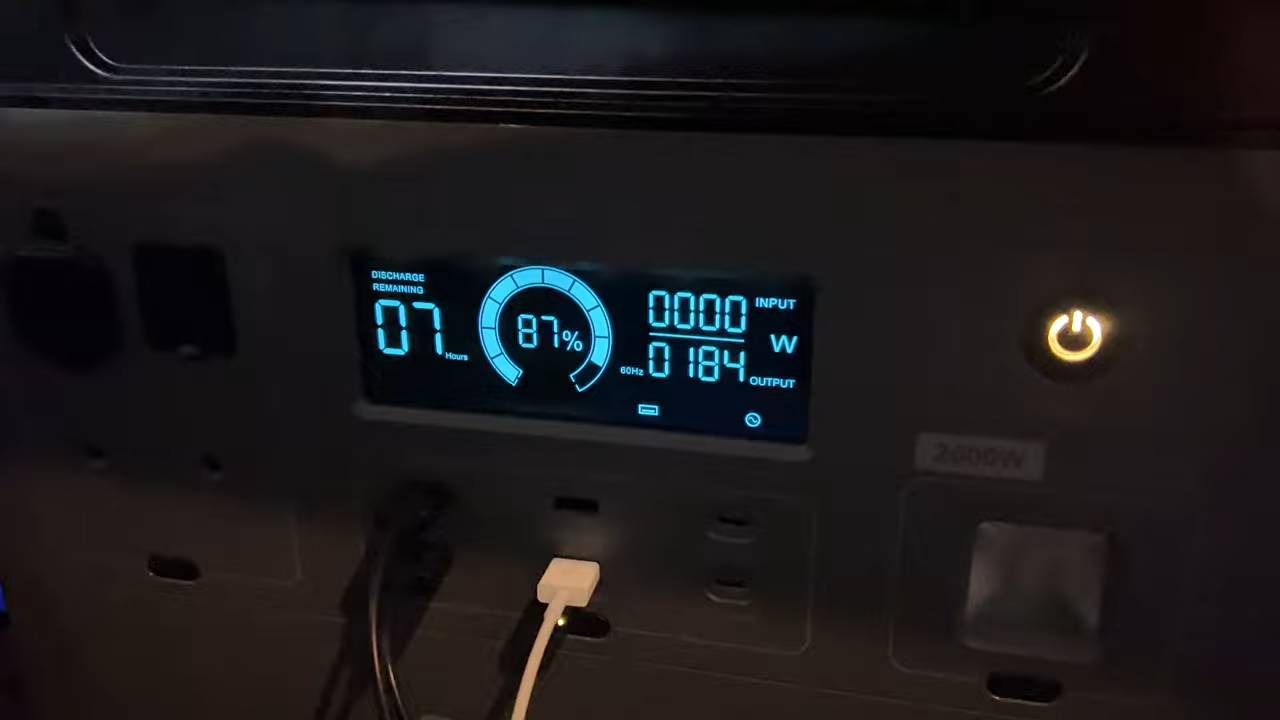 DISCHARGE
REMAINING
07 Hours
87%
0000 INPUT
W
60Hz 0184 OUTPUT
2000W